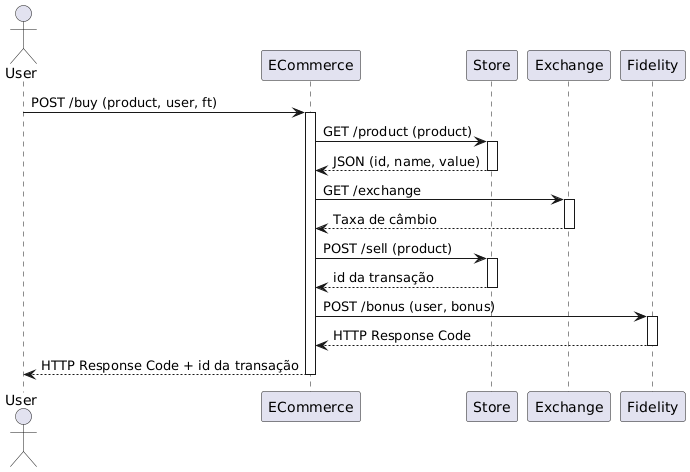 User
ECommerce
Store
Exchange
Fidelity
POST /buy (product, user, ft)
GET /product (product)
JSON (id, name, value)
GET /exchange
Taxa de câmbio
POST /sell (product)
id da transação
POST /bonus (user, bonus)
HTTP Response Code
HTTP Response Code + id da transação
User
ECommerce
Store
Exchange
Fidelity